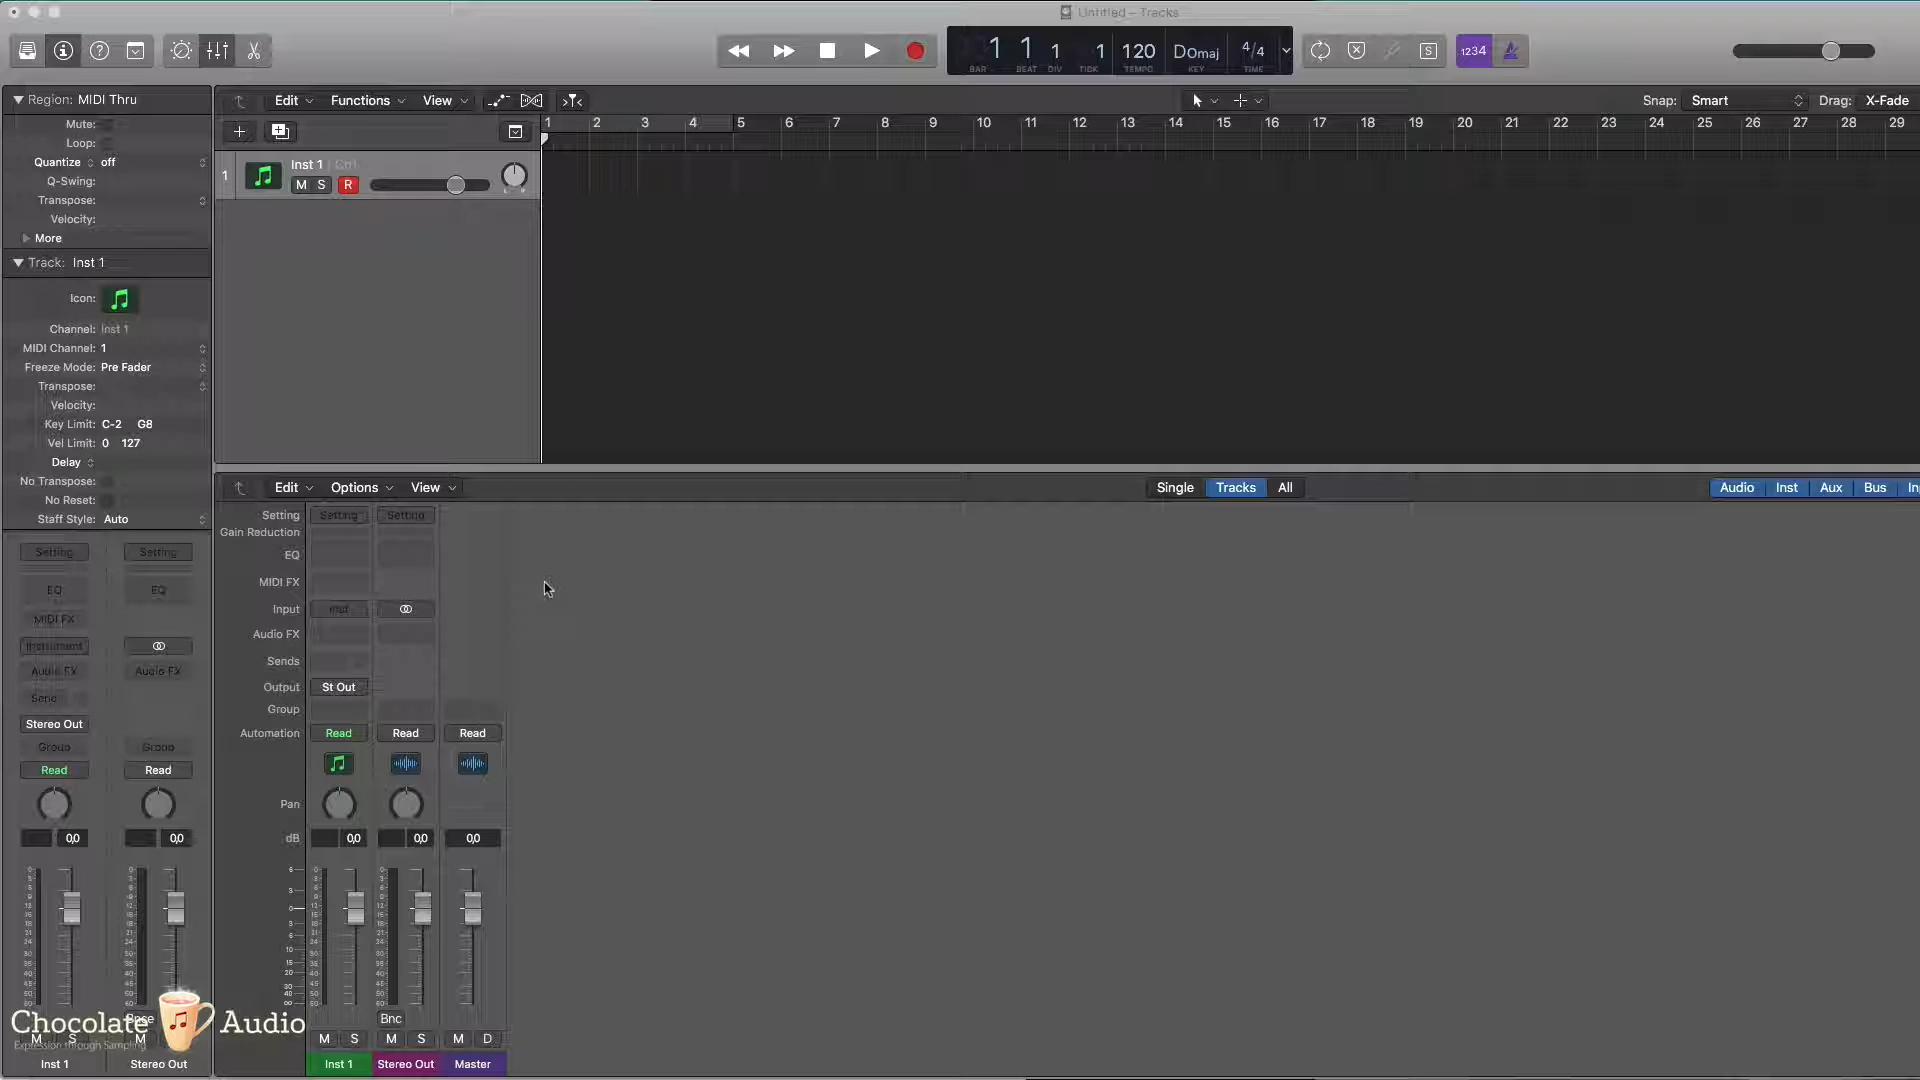 Untitled – Tracks
1 1 1 1 120 Domaj 4/4
BAR BEAT DIV TICK TEMPO KEY TIME
S 1234
Region: MIDI Thru
Mute:
Loop:
Quantize off
Q-Swing:
Transpose:
Velocity:
More
Track: Inst 1
Icon:
Channel: Inst 1
MIDI Channel: 1
Freeze Mode: Pre Fader
Transpose:
Velocity:
Key Limit: C-2 G8
Vel Limit: 0 127
Delay
No Transpose:
No Reset:
Staff Style: Auto
Setting Setting
EQ EQ
MIDI FX
Instrument
Audio FX Audio FX
Send
Stereo Out
Group Group
Read Read
0,0 0,0
Bnce
M S M
Inst 1 Stereo Out
Chocolate Audio
Expression through Sampling
Edit Functions View
Snap: Smart Drag: X-Fade
1 2 3 4 5 6 7 8 9 10 11 12 13 14 15 16 17 18 19 20 21 22 23 24 25 26 27 28 29
1 Inst 1
M S R
Edit Options View Single Tracks All Audio Inst Aux Bus
Setting Setting Setting
Gain Reduction
EQ
MIDI FX
Input Inst
Audio FX
Sends
Output St Out
Group
Automation Read Read Read
Pan
dB 0,0 0,0 0,0
Bnc
M S M S M D
Inst 1 Stereo Out Master